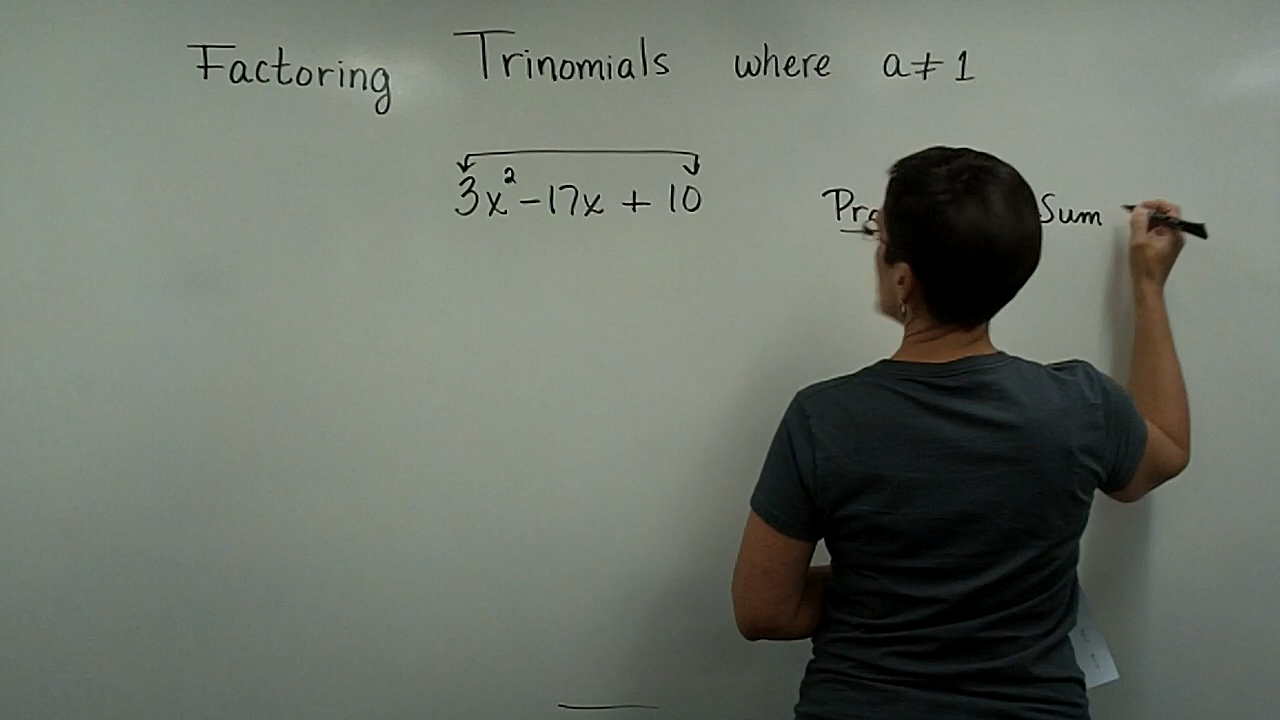 Factoring Trinomials where a≠1
3x²-17x + 10
Sum